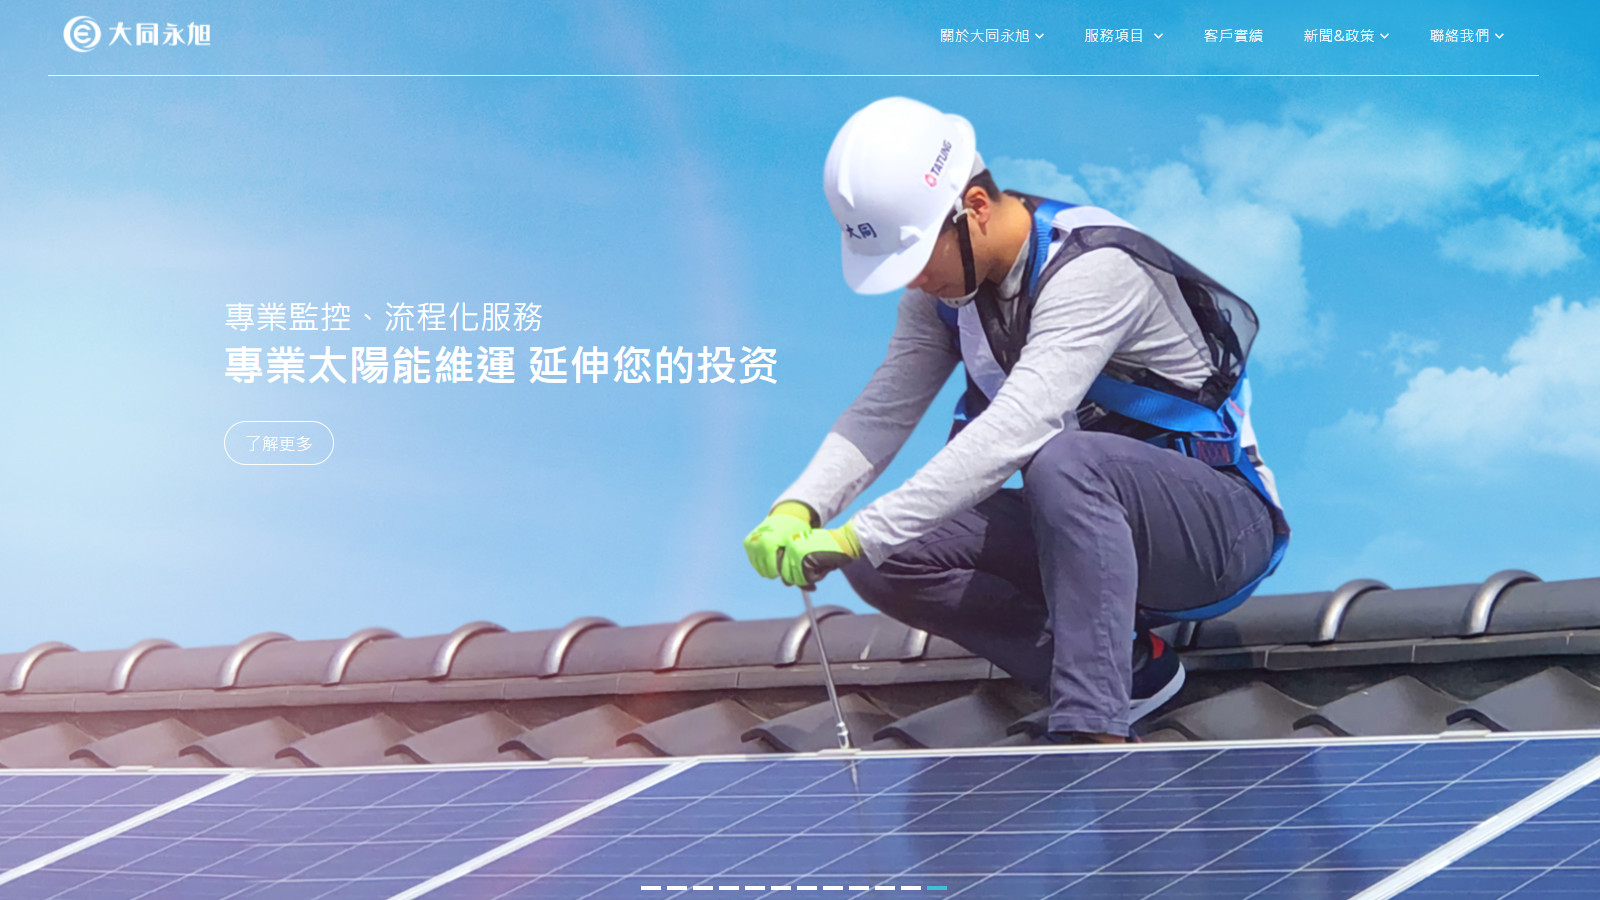 大同永旭
關於大同永旭
服務項目
客戶實績
新聞&政策
聯絡我們
TATUNG
大同
專業監控、流程化服務
專業太陽能維運 延伸您的投资
了解更多